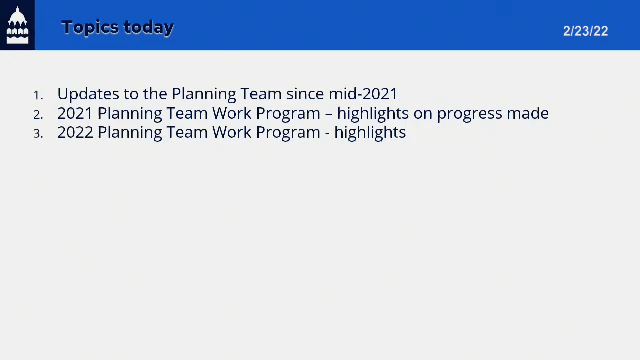 Topics today
2/23/22
1. Updates to the Planning Team since mid-2021
2. 2021 Planning Team Work Program – highlights on progress made
3. 2022 Planning Team Work Program - highlights